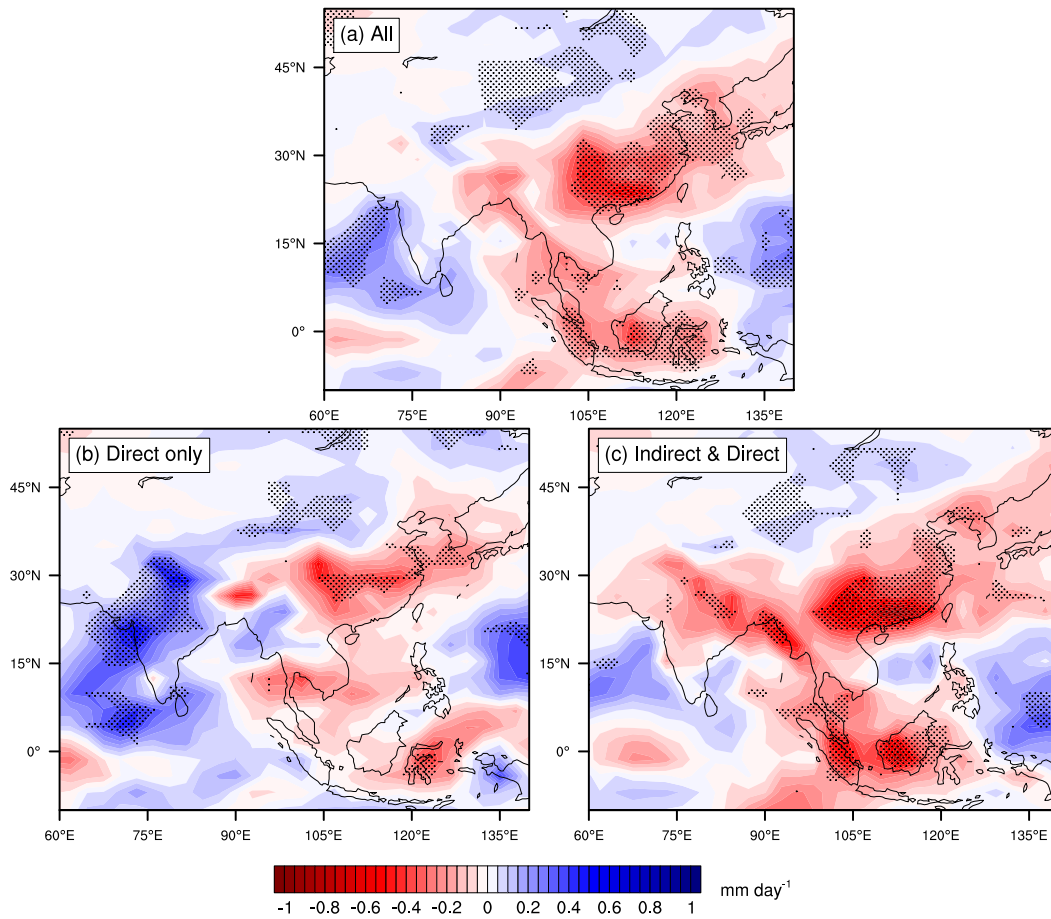 (a) All
45°N
30°N
15°N
0°
60°E 75°E 90°E 105°E 120°E 135°E
(b) Direct only
(c) Indirect & Direct
45°N 45°N
30°N 30°N
15°N 15°N
0° 0°
60°E 75°E 90°E 105°E 120°E 135°E 60°E 75°E 90°E 105°E 120°E 135°E
-1 -0.8 -0.6 -0.4 -0.2 0 0.2 0.4 0.6 0.8 1 mm day⁻¹